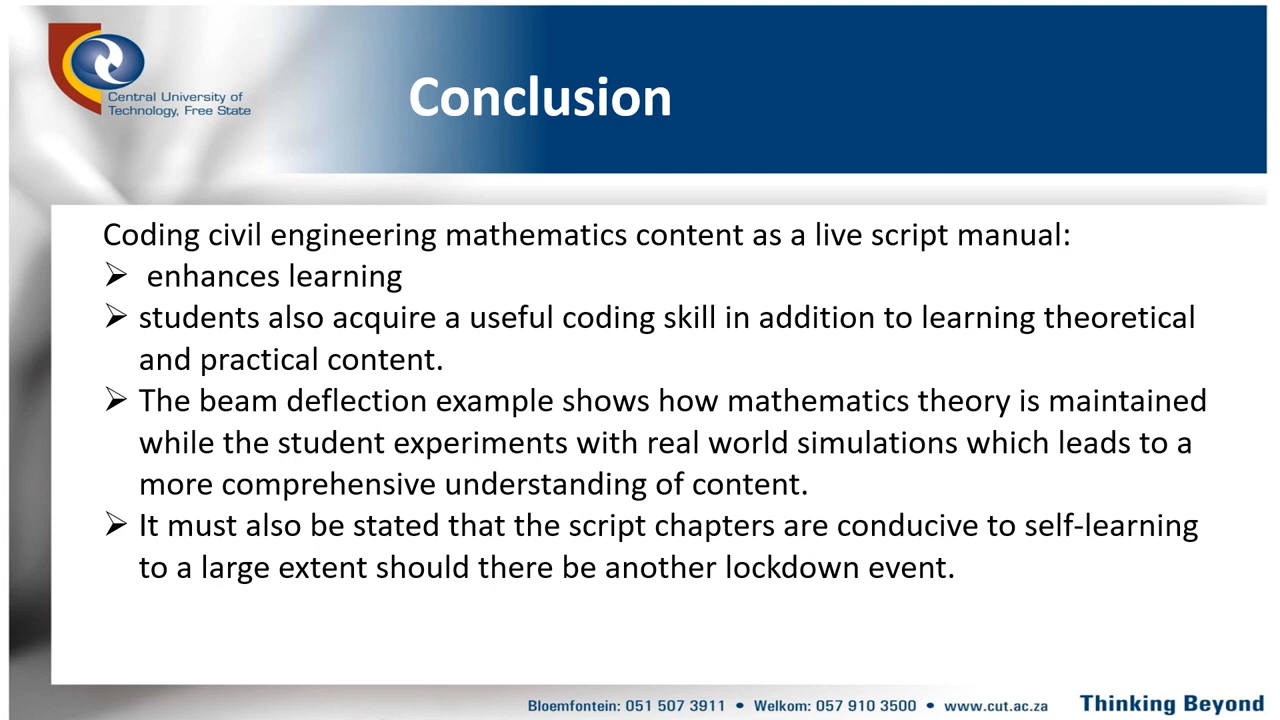 Central University of
Technology, Free State
Conclusion
Coding civil engineering mathematics content as a live script manual:
➢ enhances learning
➢ students also acquire a useful coding skill in addition to learning theoretical
and practical content.
➢ The beam deflection example shows how mathematics theory is maintained
while the student experiments with real world simulations which leads to a
more comprehensive understanding of content.
➢ It must also be stated that the script chapters are conducive to self-learning
to a large extent should there be another lockdown event.
Bloemfontein: 051 507 3911 • Welkom: 057 910 3500 • www.cut.ac.za Thinking Beyond